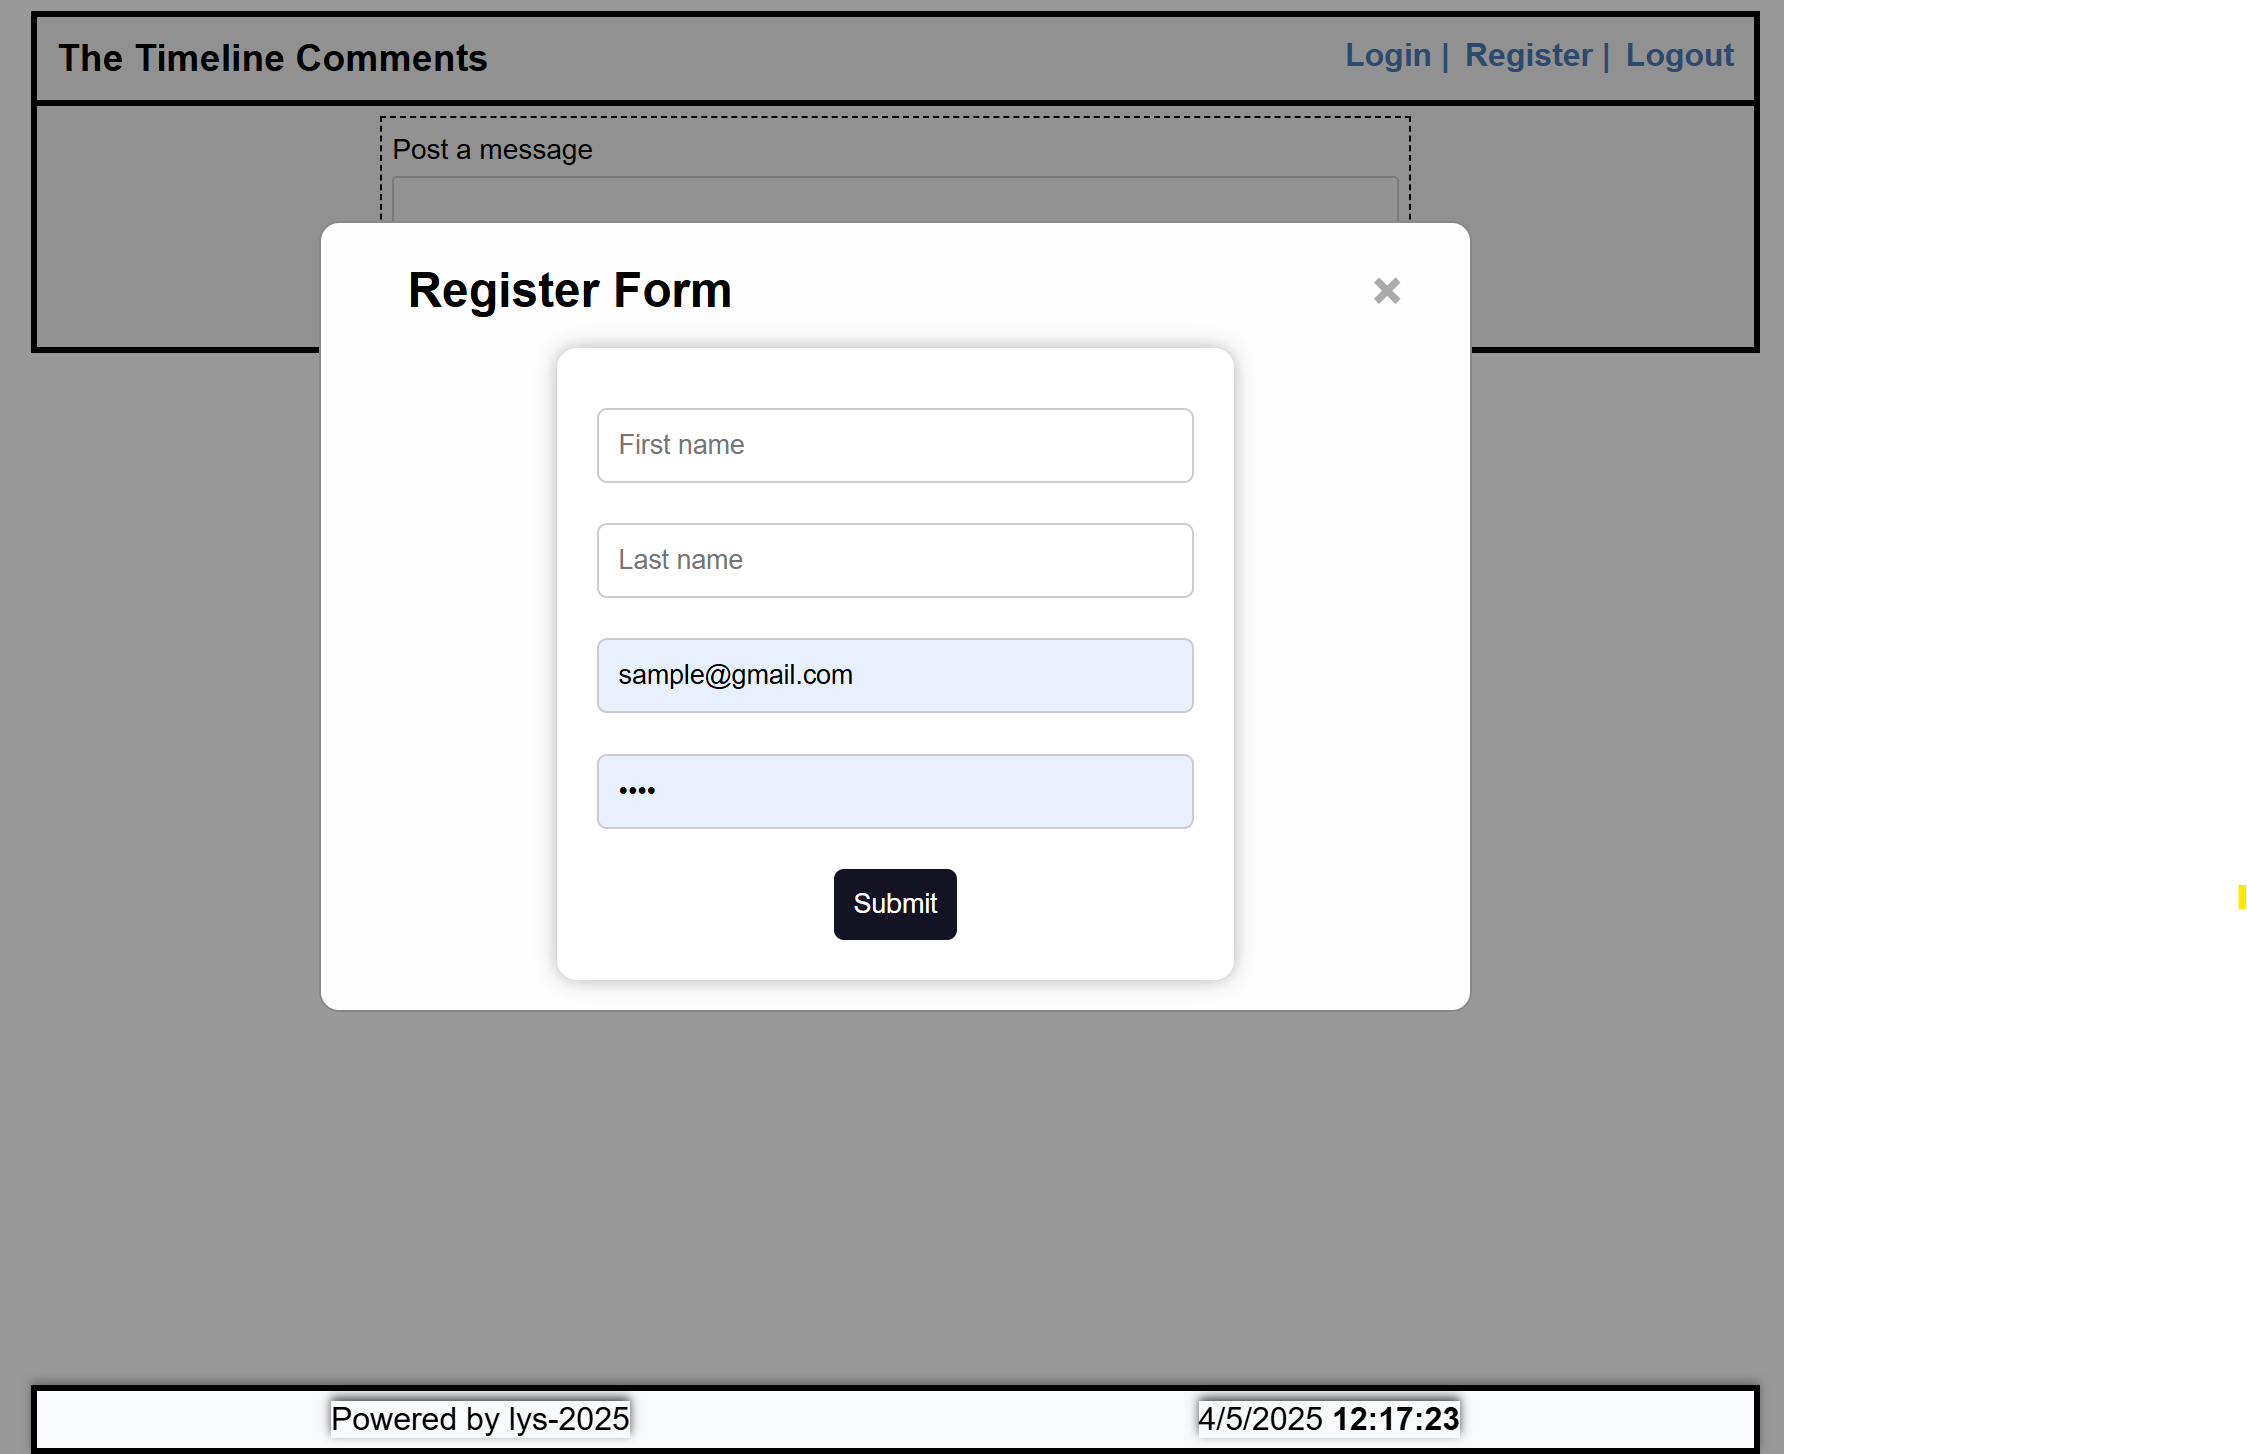 The Timeline Comments
Login | Register | Logout
Post a message
Register Form
First name
Last name
sample@gmail.com
••••
Submit
Powered by lys-2025
4/5/2025 12:17:23